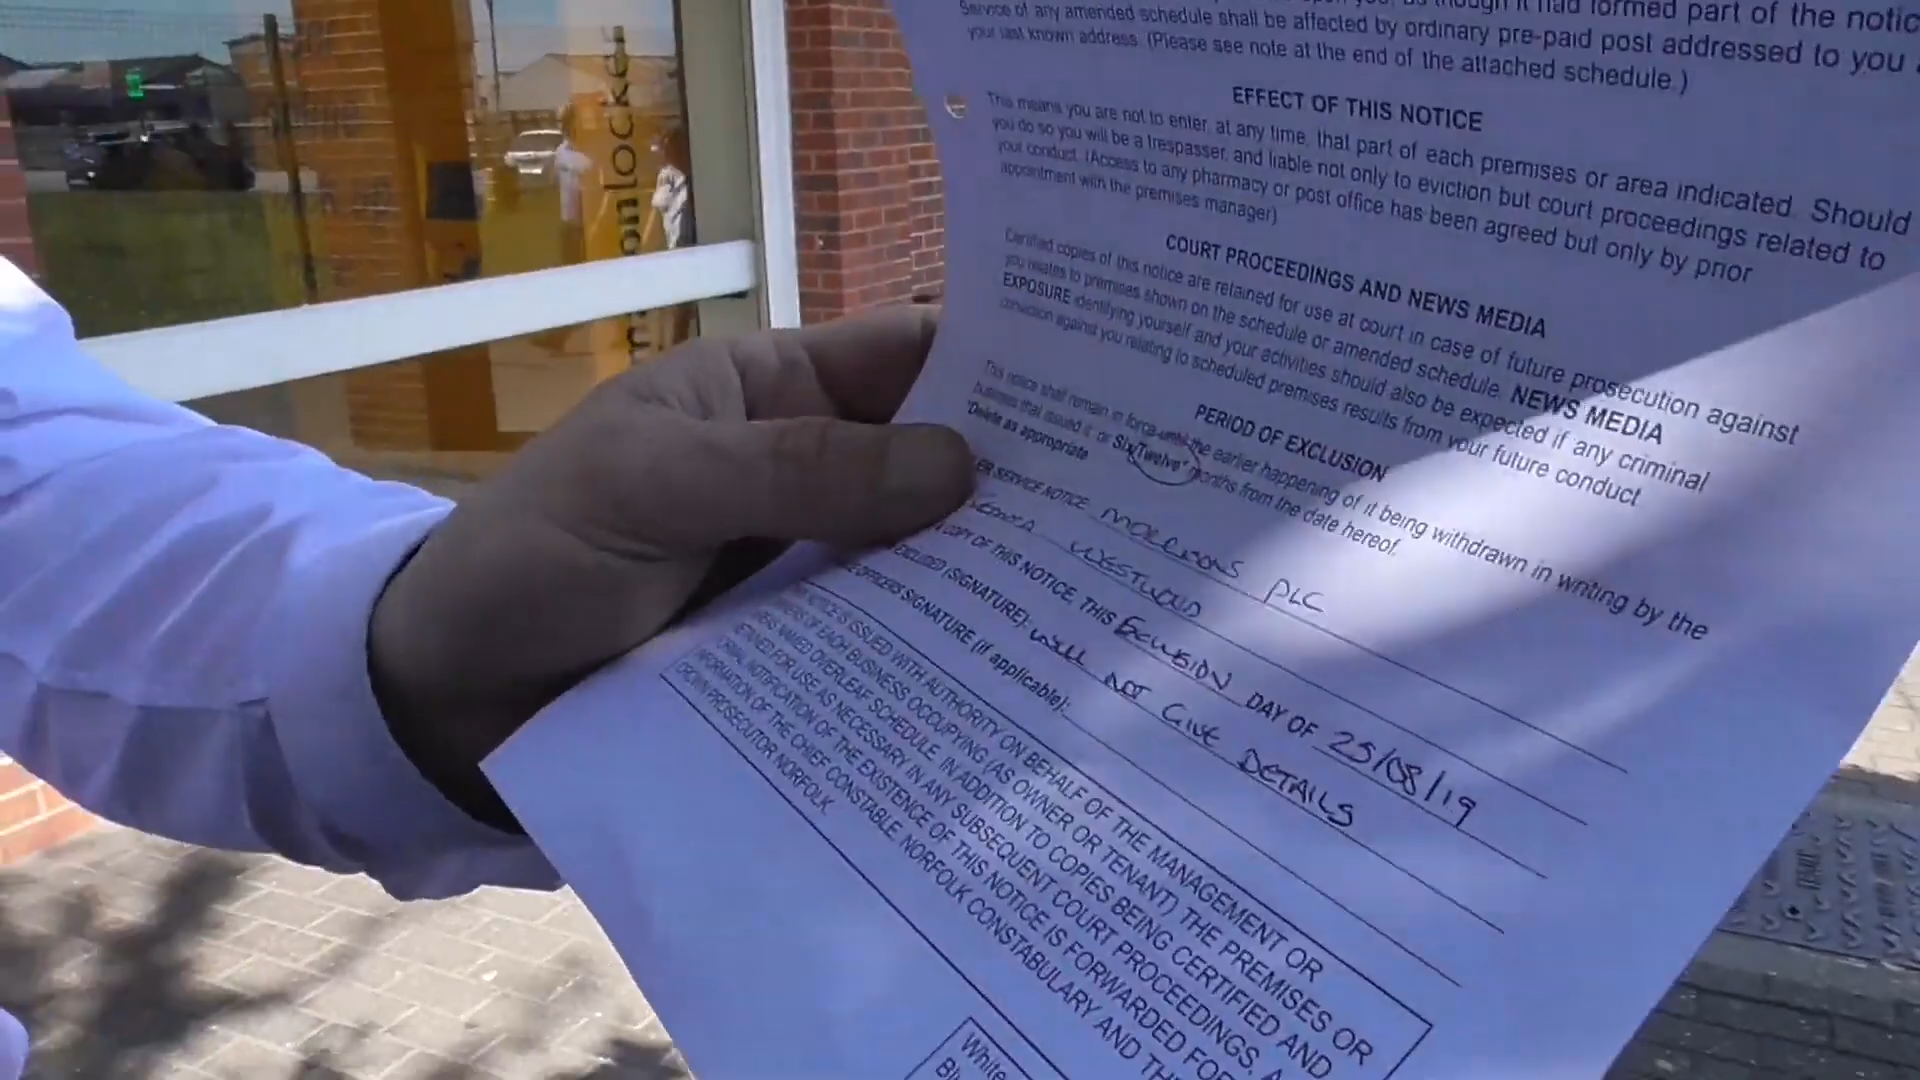 though it had formed part of the notic
Service of any amended schedule shall be affected by ordinary pre-paid post addressed to you
your last known address. (Please see note at the end of the attached schedule.)
EFFECT OF THIS NOTICE
This means you are not to enter, at any time, that part of each premises or area indicated. Should
you do so you will be a trespasser, and liable not only to eviction but court proceedings related to
your conduct. (Access to any pharmacy or post office has been agreed but only by prior
appointment with the premises manager)
COURT PROCEEDINGS AND NEWS MEDIA
Certified copies of this notice are retained for use at court in case of future prosecution against
you relates to premises shown on the schedule or amended schedule. NEWS MEDIA
EXPOSURE identifying yourself and your activities should also be expected if any criminal
conviction against you relating to scheduled premises results from your future conduct
PERIOD OF EXCLUSION
This notice shall remain in force until the earlier happening of it being withdrawn in writing by the
business that issued it or Six/Twelve* months from the date hereof.
*Delete as appropriate
ER SERVICE NOTICE MORRISONS PLC
WESTWOOD
COPY OF THIS NOTICE, THIS EXCLUSION DAY OF 25/08/19
EXCLUDED (SIGNATURE): WILL NOT GIVE DETAILS
OFFICERS SIGNATURE (if applicable):
NOTICE IS ISSUED WITH AUTHORITY ON BEHALF OF THE MANAGEMENT OR
OF EACH BUSINESS OCCUPYING (AS OWNER OR TENANT) THE PREMISES OR
NAMED OVERLEAF SCHEDULE. IN ADDITION TO COPIES BEING CERTIFIED AND
FOR USE AS NECESSARY IN ANY SUBSEQUENT COURT PROCEEDINGS, A
NOTIFICATION OF THE EXISTENCE OF THIS NOTICE IS FORWARDED FOR
INFORMATION OF THE CHIEF CONSTABLE, NORFOLK CONSTABULARY AND TH
CROWN PROSECUTOR NORFOLK
White